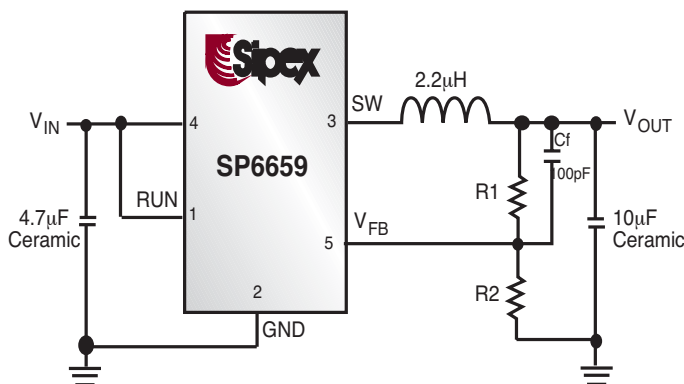 Sipex
2.2µH
SW
V_IN
4
3
V_OUT
Cf
100pF
SP6659
R1
RUN
1
V_FB
4.7µF
Ceramic
5
10µF
Ceramic
2
R2
GND